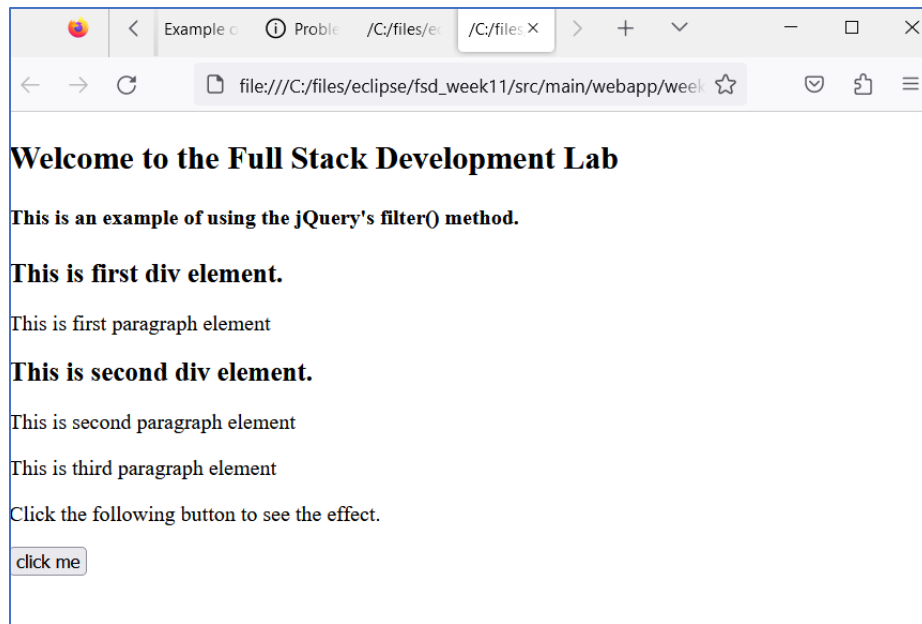 Example
Proble
/C:/files/e
/C:/files
file:///C:/files/eclipse/fsd_week11/src/main/webapp/week
Welcome to the Full Stack Development Lab
This is an example of using the jQuery's filter() method.
This is first div element.
This is first paragraph element
This is second div element.
This is second paragraph element
This is third paragraph element
Click the following button to see the effect.
click me